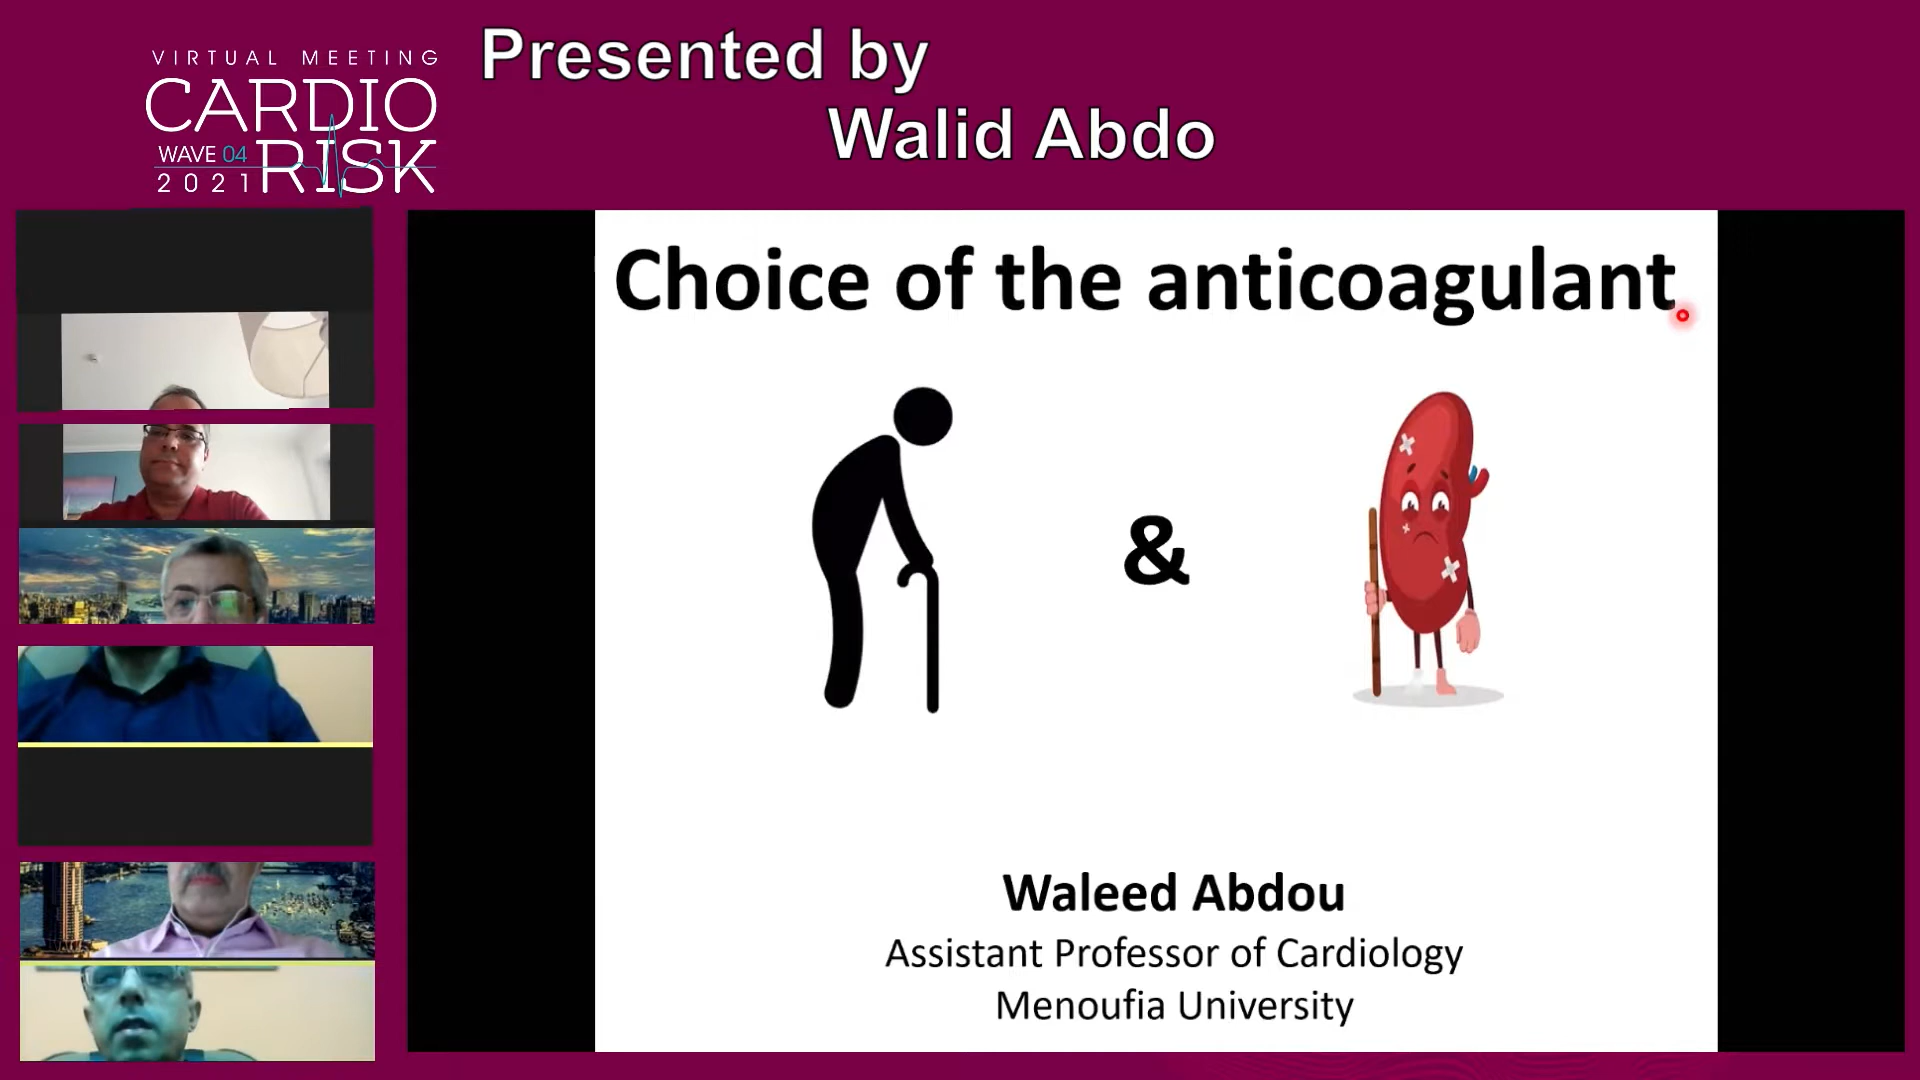 VIRTUAL MEETING
CARDIO
WAVE 04 RISK
2021
Presented by
Walid Abdo
Choice of the anticoagulant
&
Waleed Abdou
Assistant Professor of Cardiology
Menoufia University